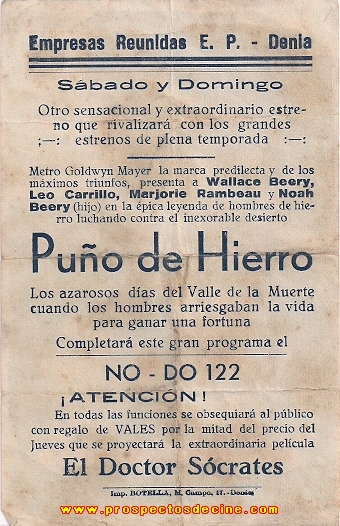 Empresas Reunidas E. P. - Denia
Sábado y Domingo
Otro sensacional y extraordinario estre-
no que rivalizará con los grandes
:—: estrenos de plena temporada :—:
Metro Goldwyn Mayer la marca predilecta y de los
máximos triunfos, presenta a Wallace Beery,
Leo Carrillo, Marjorie Rambeau y Noah
Beery (hijo) en la épica leyenda de hombres de hie-
rro luchando contra el inexorable desierto
Puño de Hierro
Los azarosos días del Valle de la Muerte
cuando los hombres arriesgaban la vida
para ganar una fortuna
Completará este gran programa el
NO - DO 122
¡ATENCIÓN!
En todas las funciones se obsequiará al público
con regalo de VALES por la mitad del precio del
Jueves que se proyectará la extraordinaria película
El Doctor Sócrates
Imp. BOTELLA, M. Campo, 17.-Denia
www.prospectosdecine.com